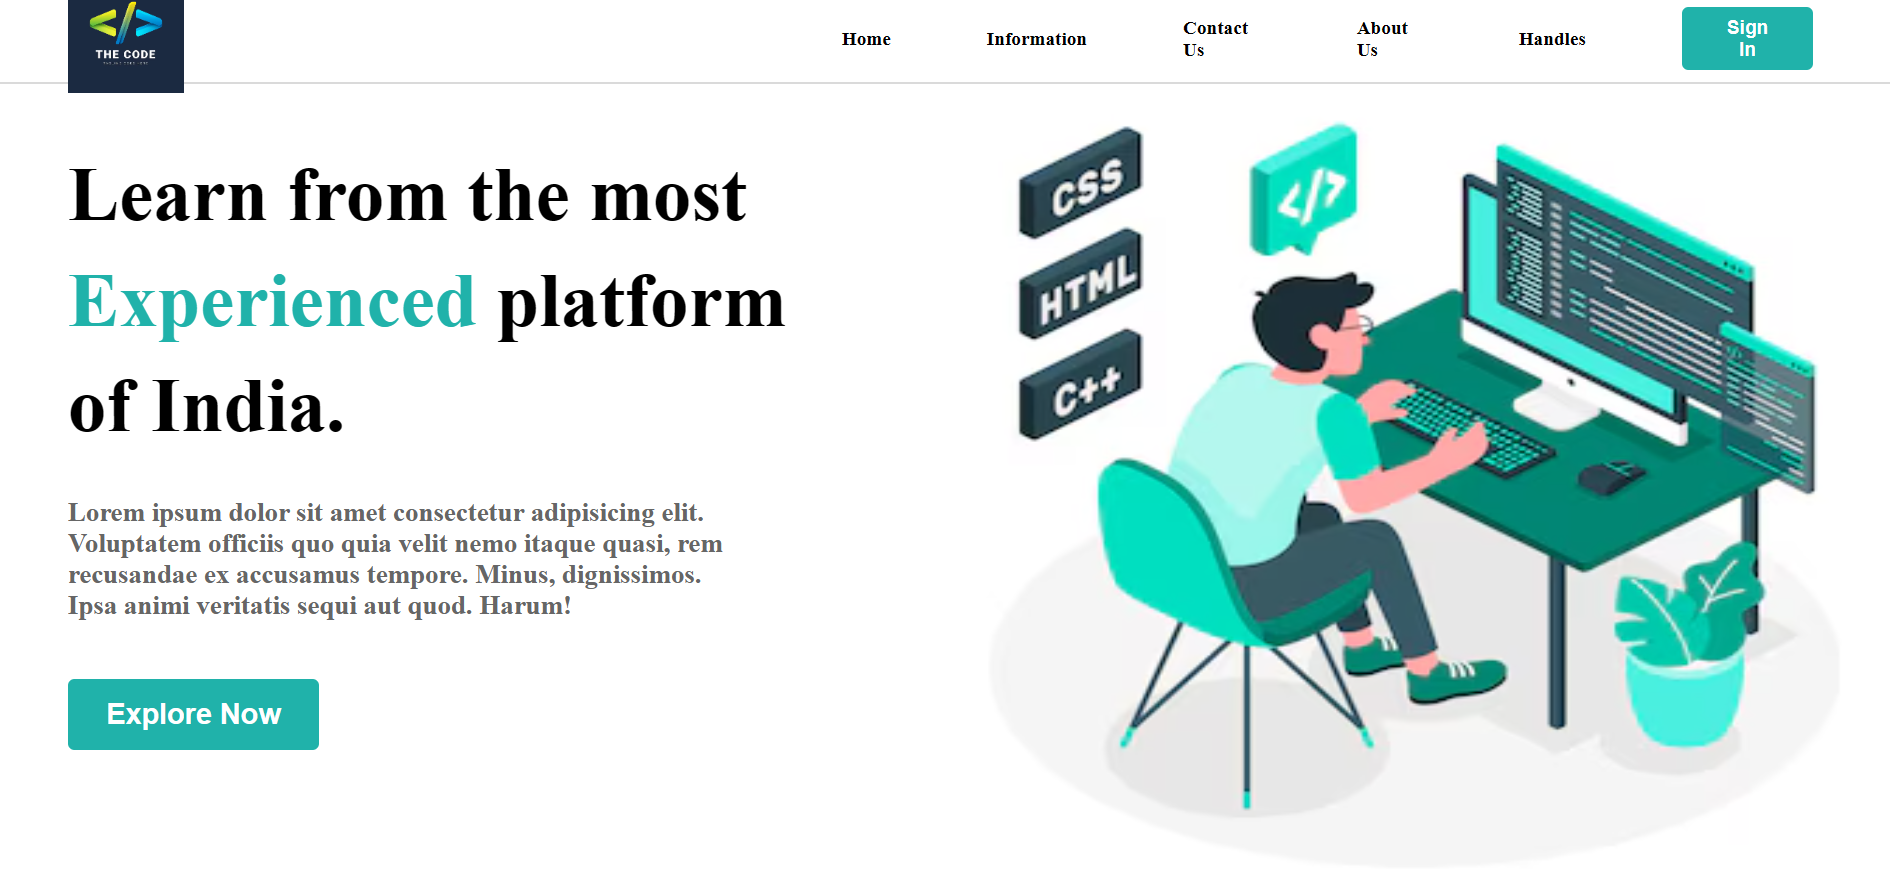 THE CODE
Home
Information
Contact
Us
About
Us
Handles
Sign
In
Learn from the most
Experienced platform
of India.
Lorem ipsum dolor sit amet consectetur adipisicing elit.
Voluptatem officiis quo quia velit nemo itaque quasi, rem
recusandae ex accusamus tempore. Minus, dignissimos.
Ipsa animi veritatis sequi aut quod. Harum!
Explore Now
CSS
</>
HTML
C++